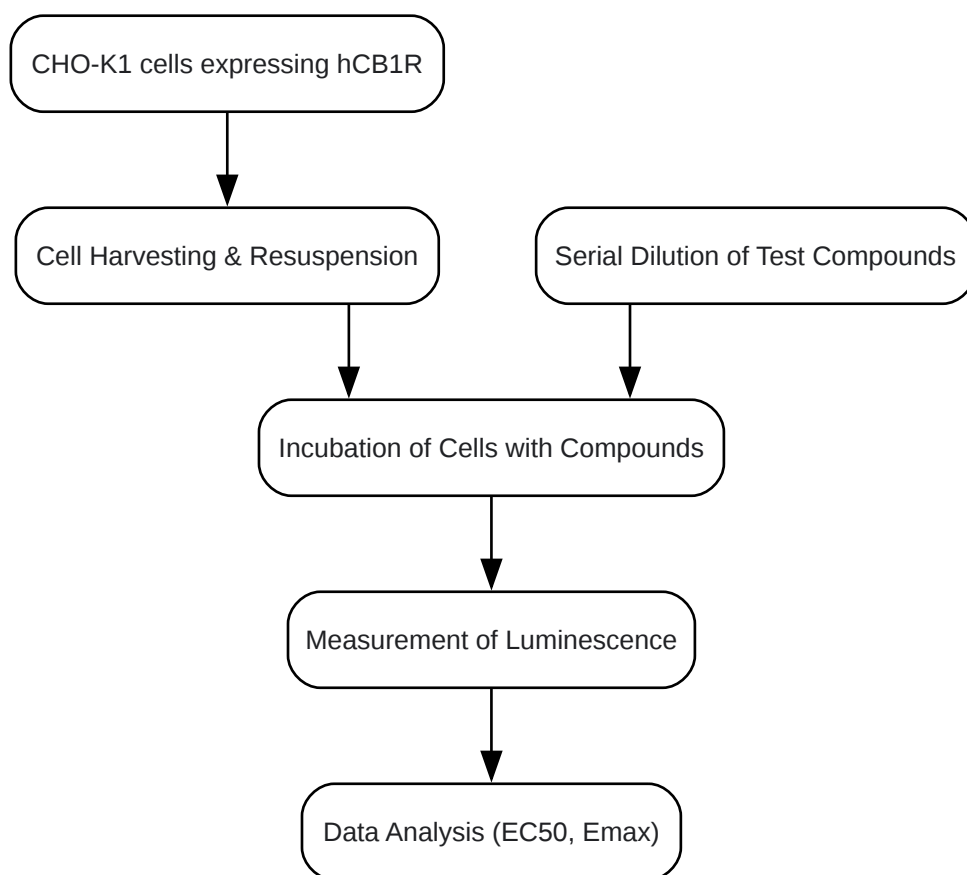 CHO-K1 cells expressing hCB1R
Cell Harvesting & Resuspension
Serial Dilution of Test Compounds
Incubation of Cells with Compounds
Measurement of Luminescence
Data Analysis (EC50, Emax)